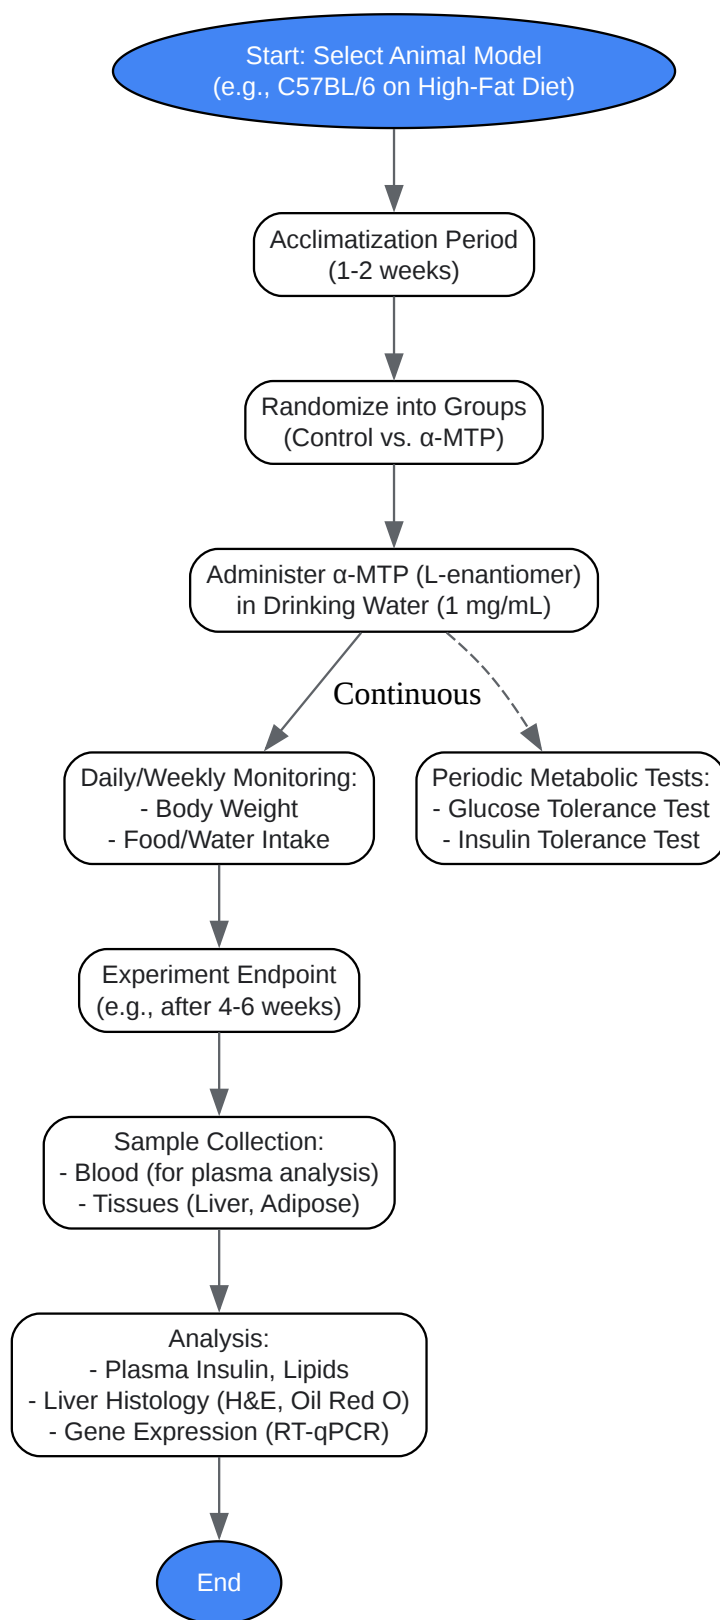 Start: Select Animal Model
(e.g., C57BL/6 on High-Fat Diet)
Acclimatization Period
(1-2 weeks)
Randomize into Groups
(Control vs. α-MTP)
Administer α-MTP (L-enantiomer)
in Drinking Water (1 mg/mL)
Continuous
Daily/Weekly Monitoring:
- Body Weight
- Food/Water Intake
Periodic Metabolic Tests:
- Glucose Tolerance Test
- Insulin Tolerance Test
Experiment Endpoint
(e.g., after 4-6 weeks)
Sample Collection:
- Blood (for plasma analysis)
- Tissues (Liver, Adipose)
Analysis:
- Plasma Insulin, Lipids
- Liver Histology (H&E, Oil Red O)
- Gene Expression (RT-qPCR)
End